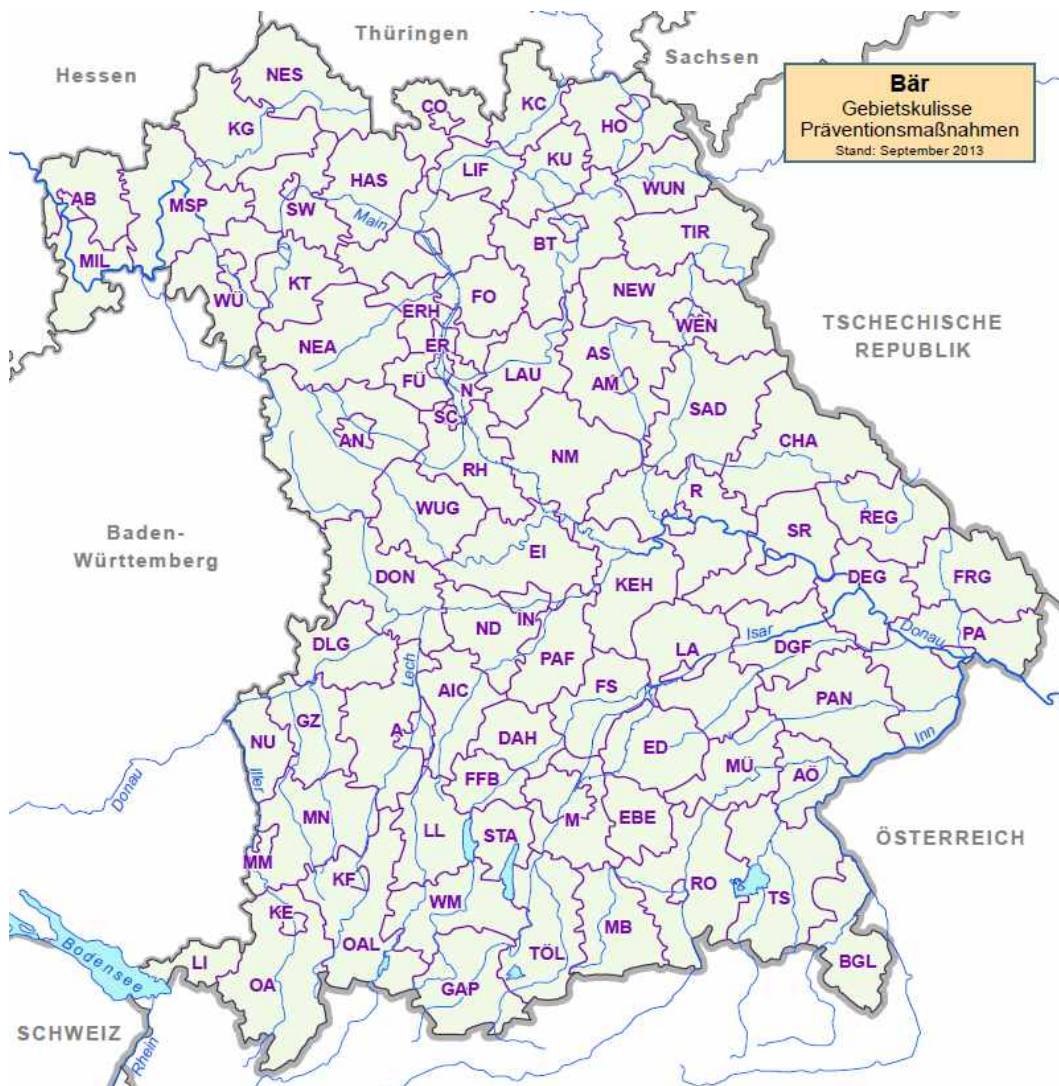 Thüringen
Sachsen
Hessen
Bär
Gebietskulisse
Präventionsmaßnahmen
Stand: September 2013
NES
CO
KC
HO
KG
KU
LIF
HAS
WUN
AB
MSP
SW
Main
BT
TIR
MIL
WÜ
KT
FO
NEW
ERH
WEN
TSCHECHISCHE
REPUBLIK
NEA
ER
AS
FÜ
N
LAU
AM
SAD
SC
AN
CHA
RH
NM
R
WUG
REG
SR
Baden-
Württemberg
EI
DON
KEH
DEG
FRG
ND
IN
DLG
Isar
Donau
PA
LA
DGF
Lech
PAF
AIC
FS
PAN
GZ
A
NU
DAH
ED
Inn
Donau
Iller
FFB
MÜ
AÖ
MN
LL
STA
M
EBE
ÖSTERREICH
MM
KF
RO
TS
KE
WM
MB
OAL
TÖL
Bodensee
LI
OA
GAP
BGL
SCHWEIZ
Rhein